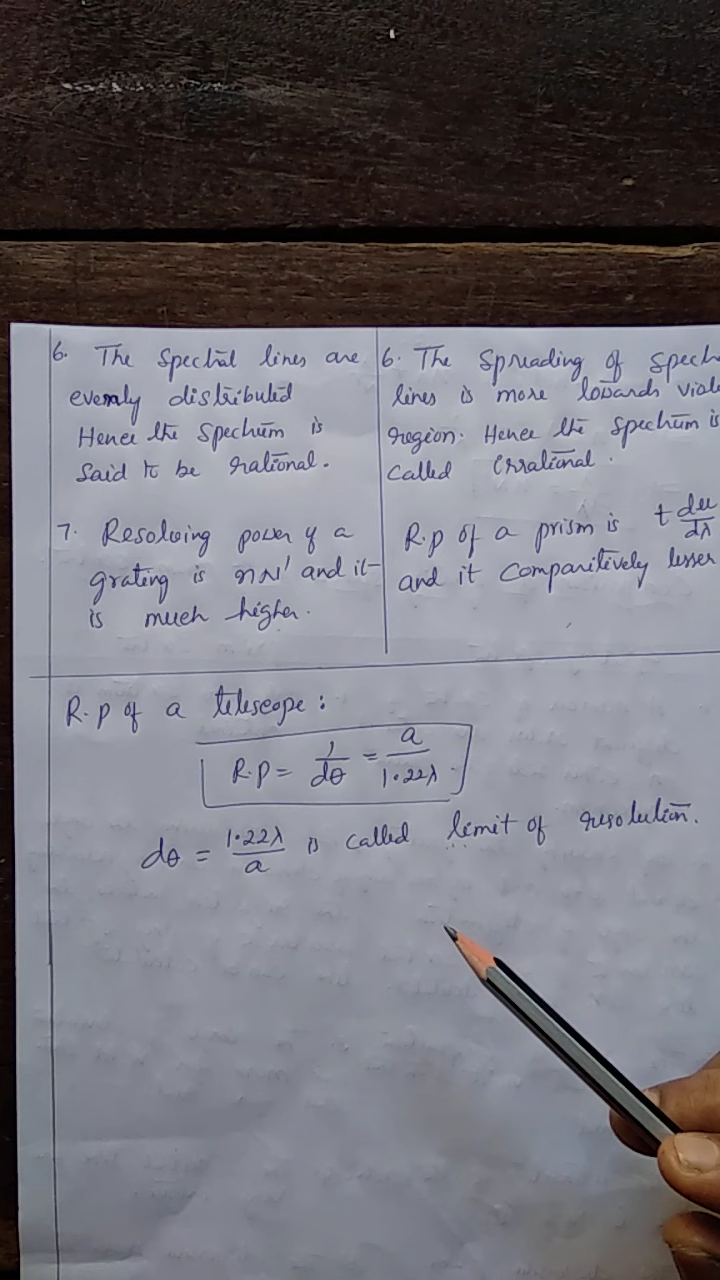 6. The Spectral lines are
evenly distributed
Hence the spectrum is
said to be rational.
7. Resolving power of a
grating is nN' and it
is much higher.
6. The Spreading of Spect
lines is more towards viol
region. Hence the spectrum is
called irrational.
R.p of a prism is t dμ/dλ
and it Comparitively lesser
R.p of a telescope:
R.p = 1/dθ = a/1.22λ.
dθ = 1.22λ/a is called limit of resolution.